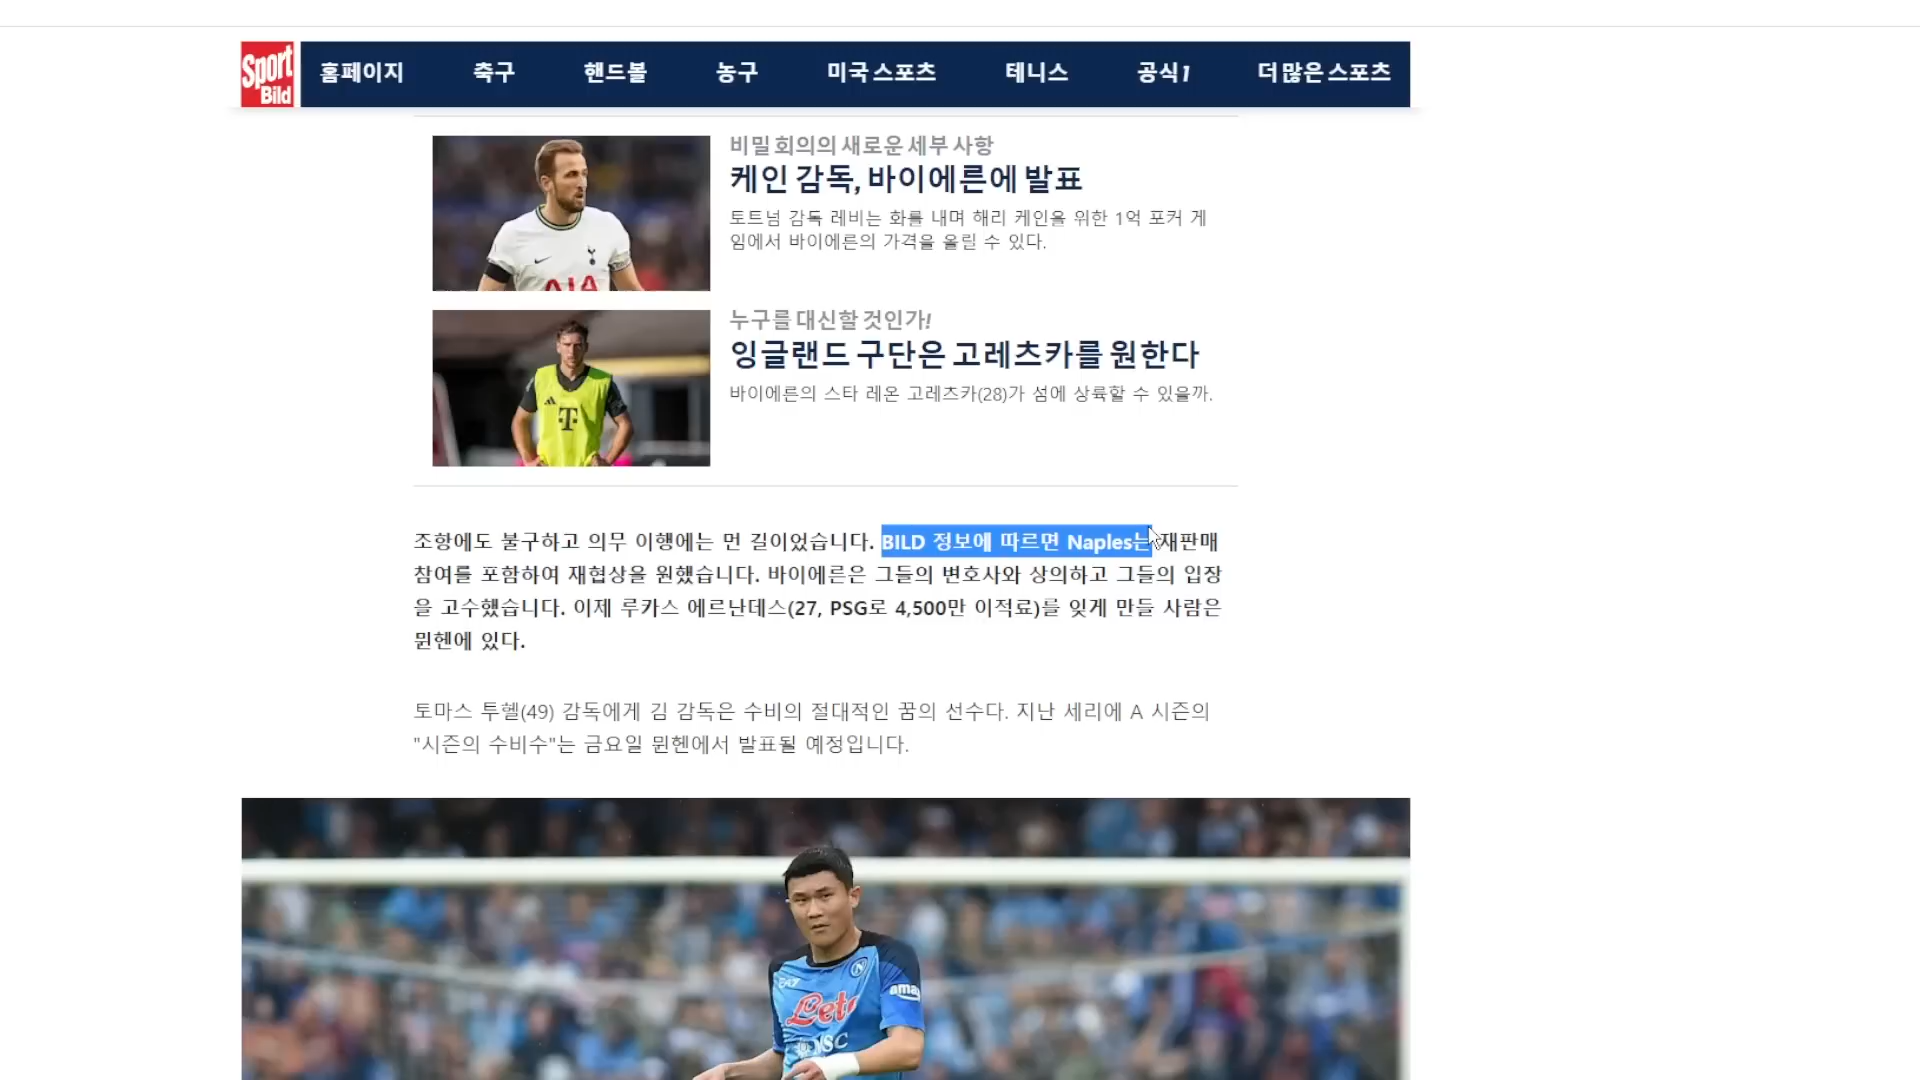 Sport
Bild
홈페이지 축구 핸드볼 농구 미국 스포츠 테니스 공식 1 더 많은 스포츠
비밀 회의의 새로운 세부 사항
케인 감독, 바이에른에 발표
토트넘 감독 레비는 화를 내며 해리 케인을 위한 1억 포커 게
임에서 바이에른의 가격을 올릴 수 있다.
AIA
누구를 대신할 것인가!
잉글랜드 구단은 고레츠카를 원한다
바이에른의 스타 레온 고레츠카(28)가 섬에 상륙할 수 있을까.
T
조항에도 불구하고 의무 이행에는 먼 길이었습니다. BILD 정보에 따르면 Naples는 재판매
참여를 포함하여 재협상을 원했습니다. 바이에른은 그들의 변호사와 상의하고 그들의 입장
을 고수했습니다. 이제 루카스 에르난데스(27, PSG로 4,500만 이적료)를 잊게 만들 사람은
뮌헨에 있다.
토마스 투헬(49) 감독에게 김 감독은 수비의 절대적인 꿈의 선수다. 지난 세리에 A 시즌의
"시즌의 수비수"는 금요일 뮌헨에서 발표될 예정입니다.
EA7
N
amaz
Lete
MSC